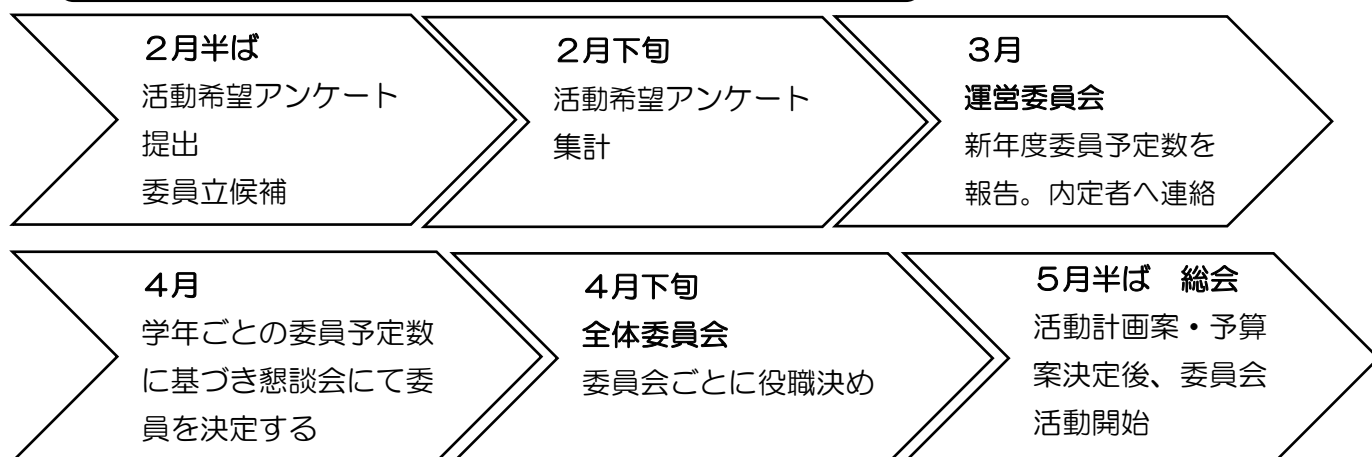 2月半ば
活動希望アンケート
提出
委員立候補
2月下旬
活動希望アンケート
集計
3月
運営委員会
新年度委員予定数を
報告。内定者へ連絡
4月
学年ごとの委員予定数
に基づき懇談会にて委
員を決定する
4月下旬
全体委員会
委員会ごとに役職決め
5月半ば　総会
活動計画案・予算
案決定後、委員会
活動開始